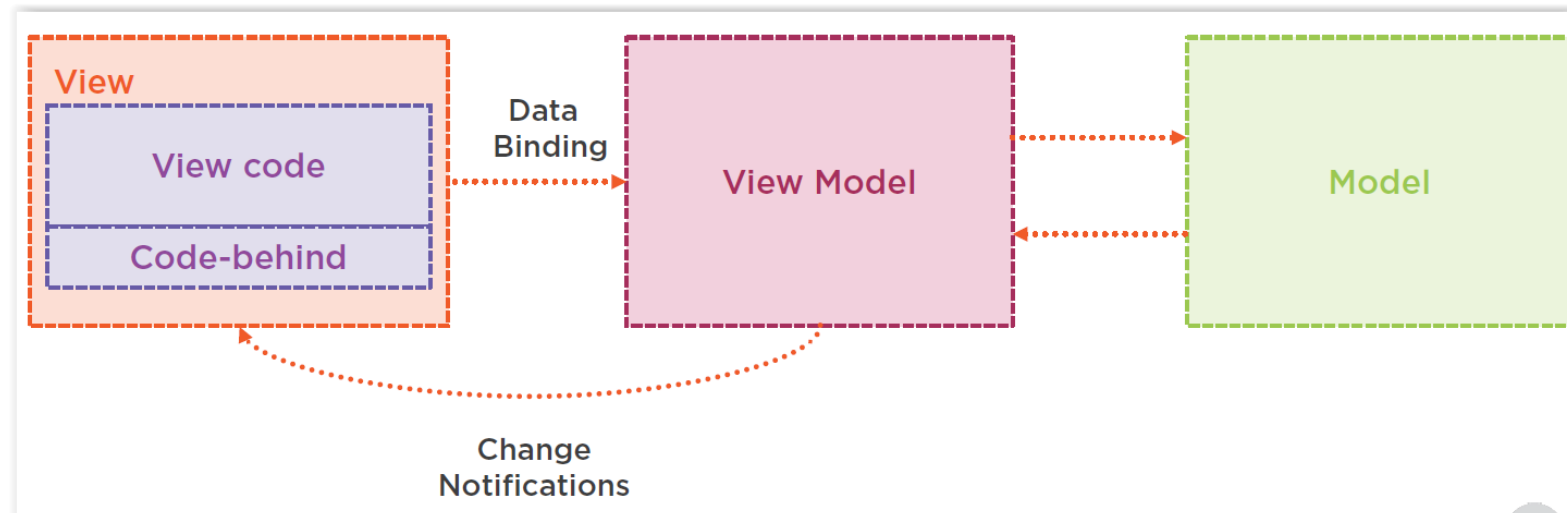 View
View code
Code-behind
Data
Binding
View Model
Model
Change
Notifications